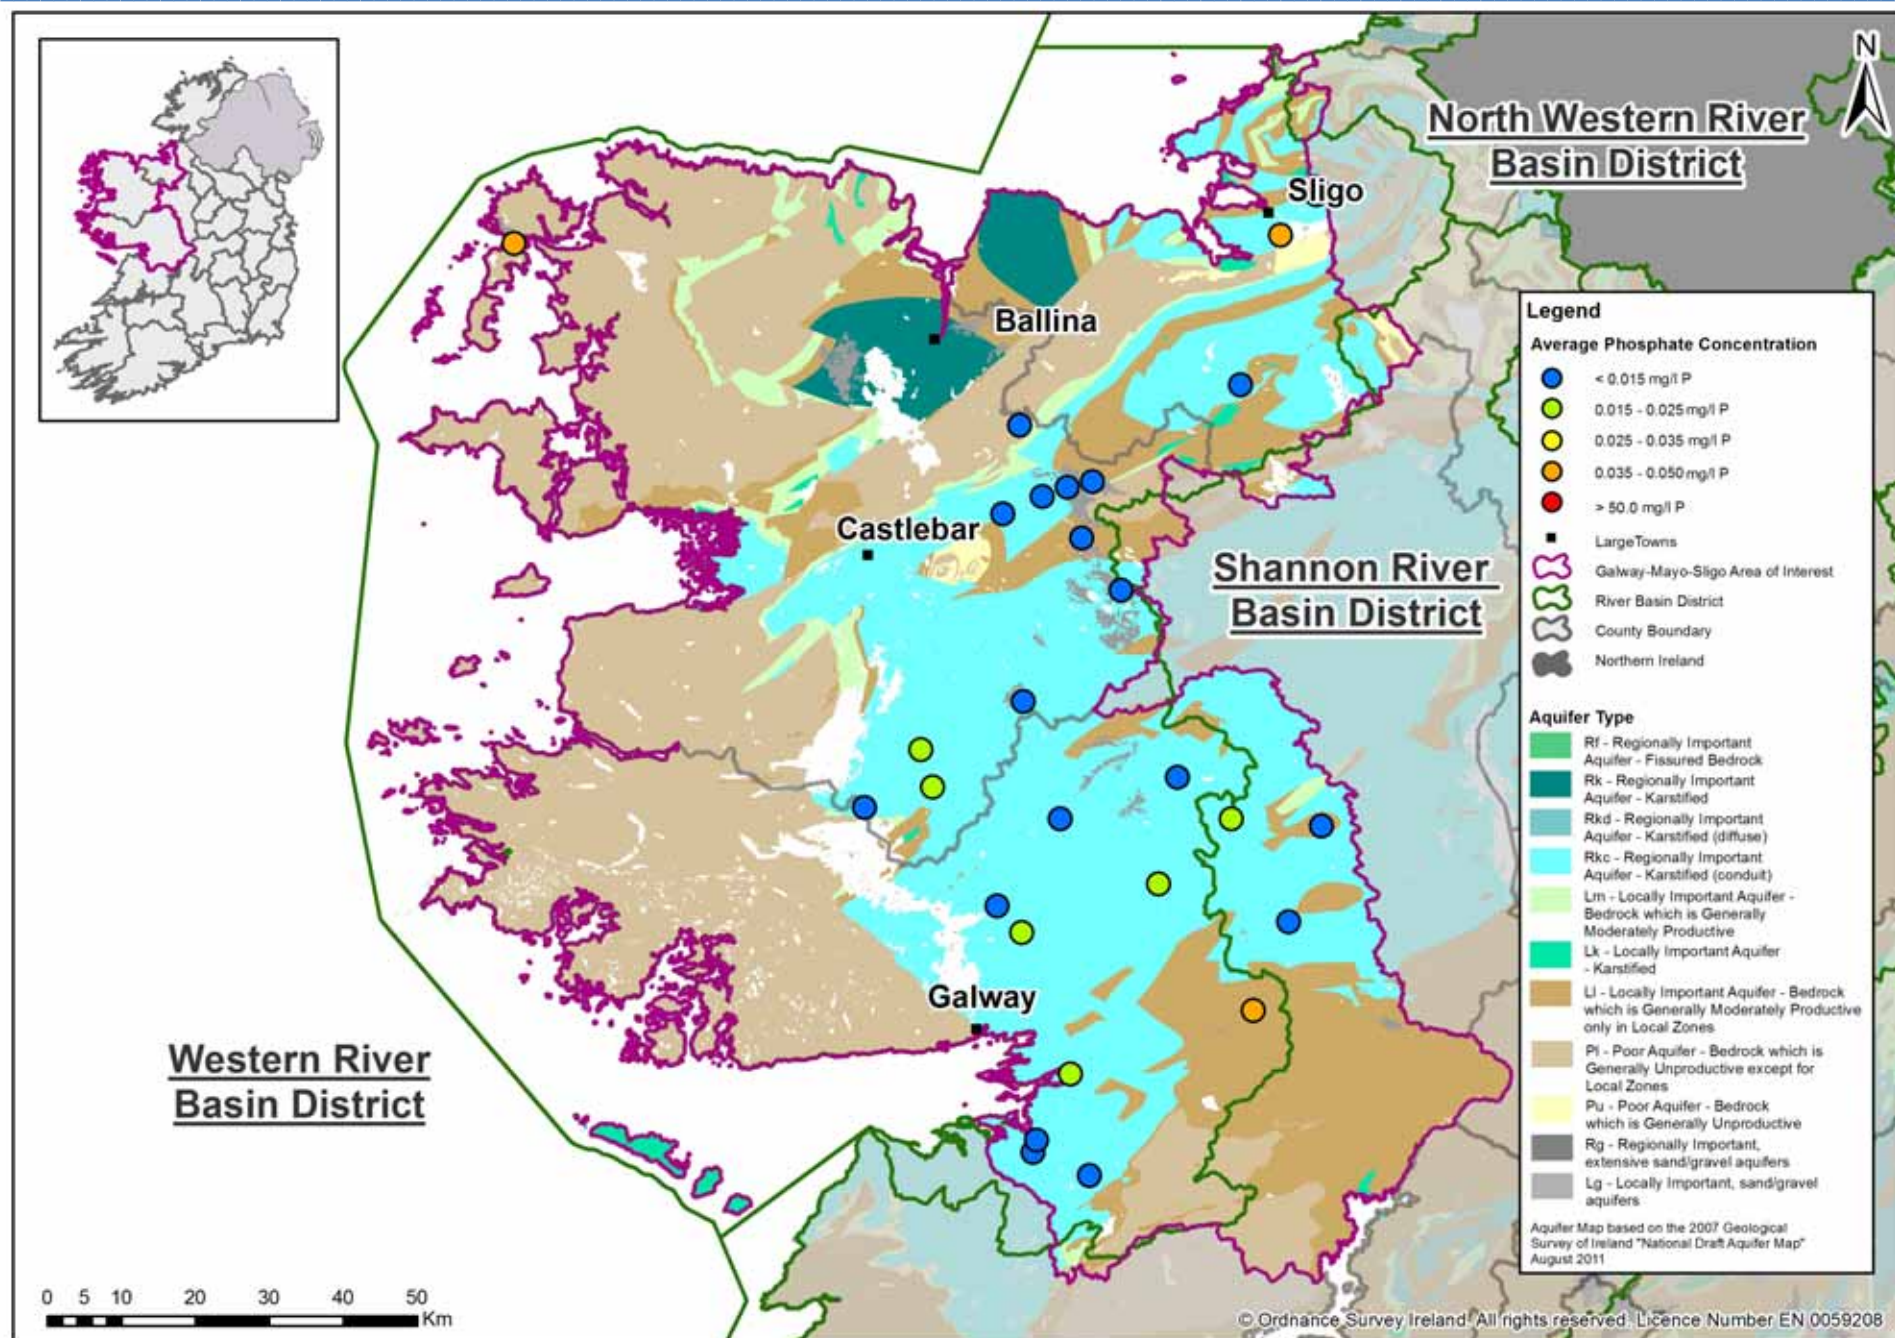 N
North Western River
Basin District
Sligo
Ballina
Castlebar
Shannon River
Basin District
Galway
Western River
Basin District
Legend
Average Phosphate Concentration
< 0.015 mg/l P
0.015 - 0.025 mg/l P
0.025 - 0.035 mg/l P
0.035 - 0.050 mg/l P
> 50.0 mg/l P
LargeTowns
Galway-Mayo-Sligo Area of Interest
River Basin District
County Boundary
Northern Ireland
Aquifer Type
Rf - Regionally Important
Aquifer - Fissured Bedrock
Rk - Regionally Important
Aquifer - Karstified
Rkd - Regionally Important
Aquifer - Karstified (diffuse)
Rkc - Regionally Important
Aquifer - Karstified (conduit)
Lm - Locally Important Aquifer -
Bedrock which is Generally
Moderately Productive
Lk - Locally Important Aquifer
- Karstified
Ll - Locally Important Aquifer - Bedrock
which is Generally Moderately Productive
only in Local Zones
Pl - Poor Aquifer - Bedrock which is
Generally Unproductive except for
Local Zones
Pu - Poor Aquifer - Bedrock
which is Generally Unproductive
Rg - Regionally Important,
extensive sand/gravel aquifers
Lg - Locally Important, sand/gravel
aquifers
Aquifer Map based on the 2007 Geological
Survey of Ireland "National Draft Aquifer Map"
August 2011
0 5 10 20 30 40 50
Km
© Ordnance Survey Ireland. All rights reserved. Licence Number EN 0059208